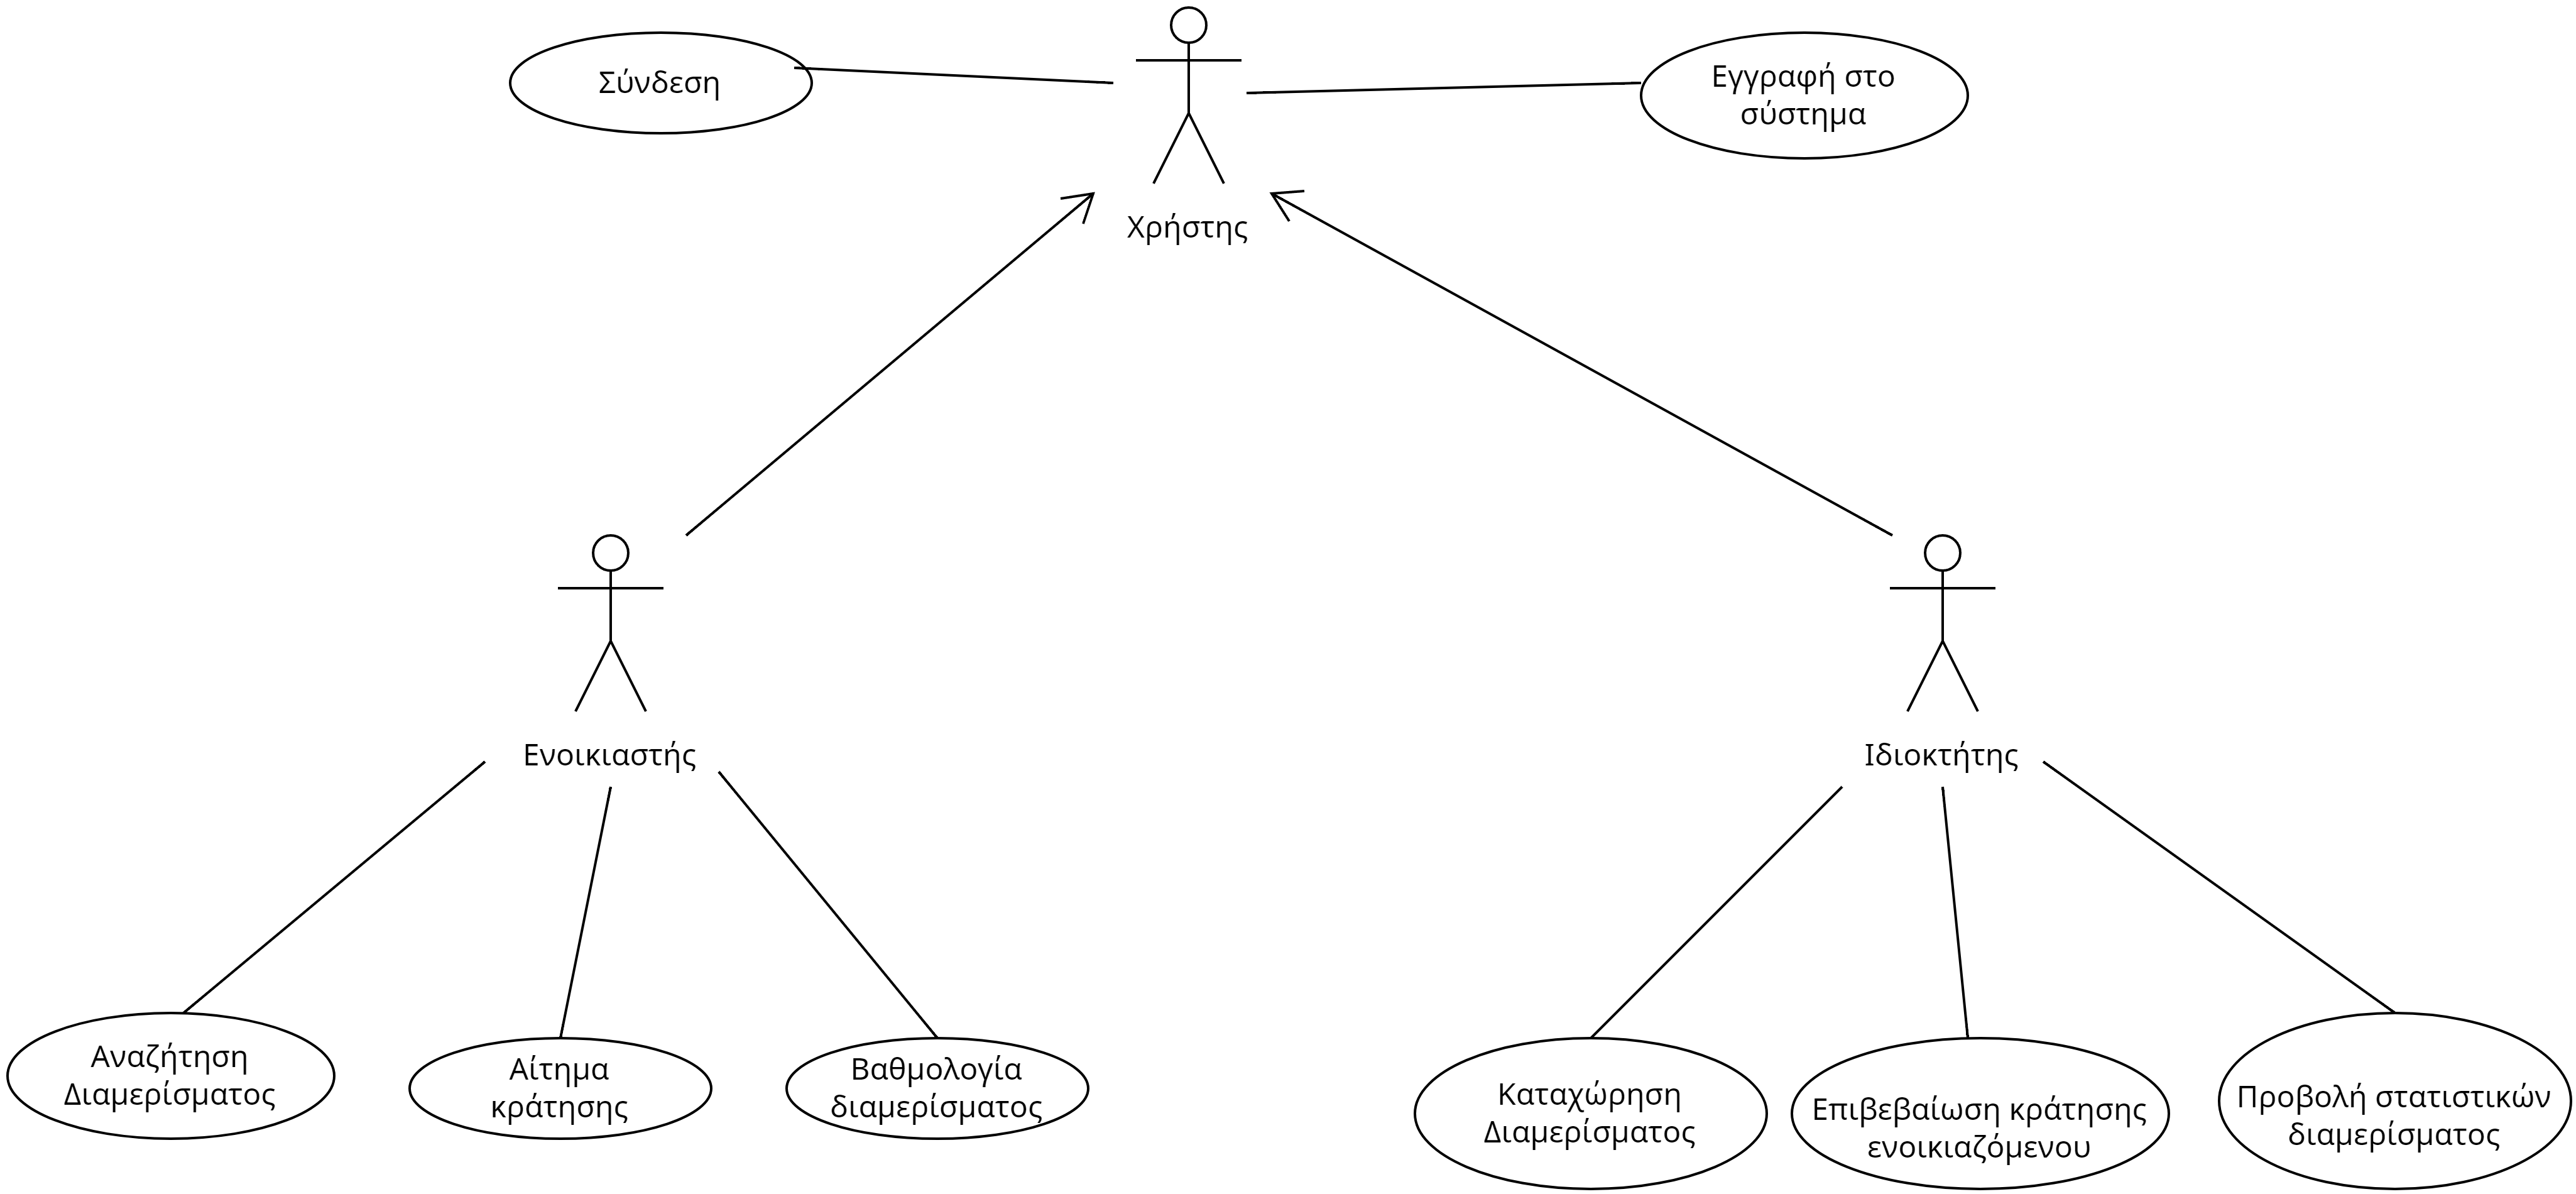 Σύνδεση
Εγγραφή στο
σύστημα
Χρήστης
Ενοικιαστής
Ιδιοκτήτης
Αναζήτηση
Διαμερίσματος
Αίτημα
κράτησης
Βαθμολογία
διαμερίσματος
Καταχώρηση
Διαμερίσματος
Επιβεβαίωση κράτησης
ενοικιαζόμενου
Προβολή στατιστικών
διαμερίσματος